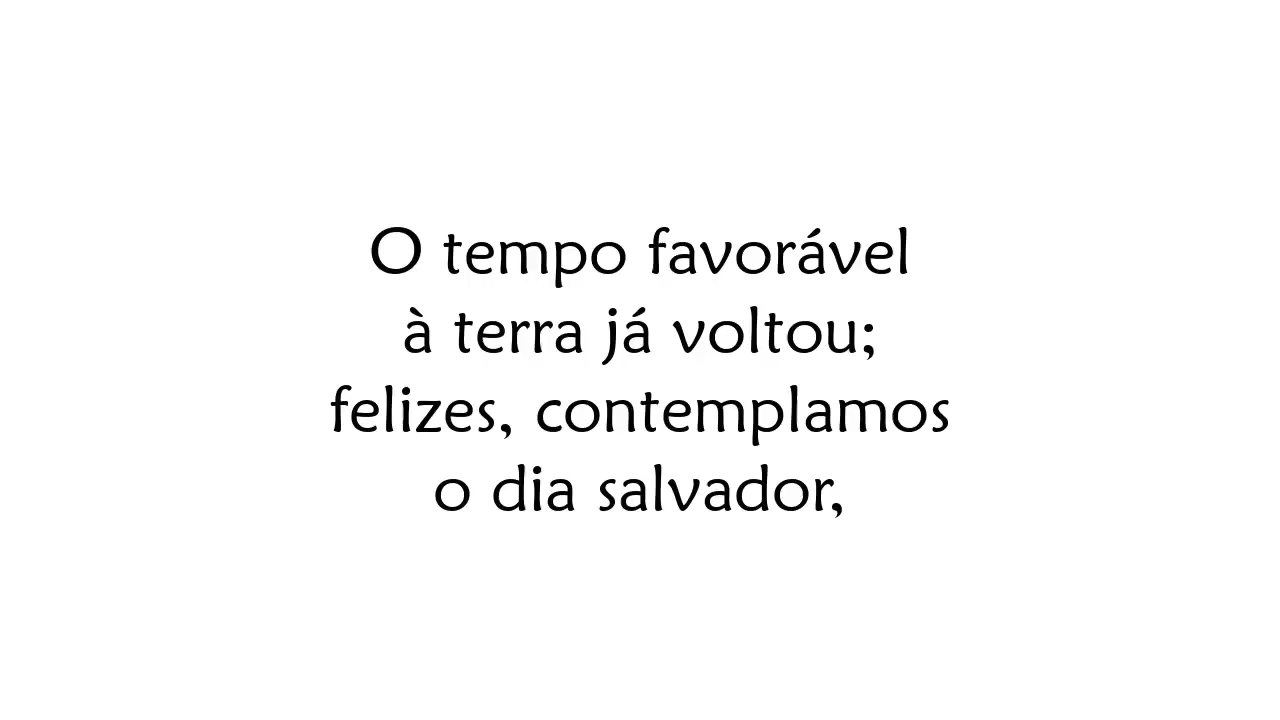 O tempo favorável
à terra já voltou;
felizes, contemplamos
o dia salvador,